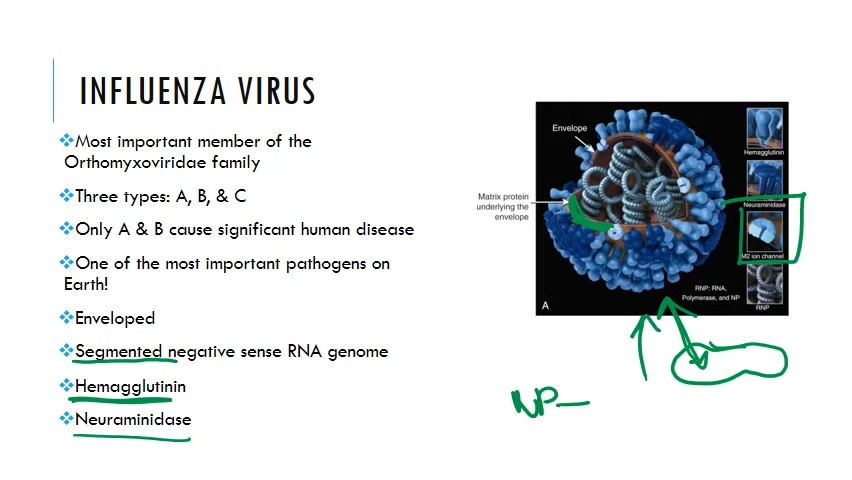 INFLUENZA VIRUS
❖Most important member of the
Orthomyxoviridae family
❖Three types: A, B, & C
❖Only A & B cause significant human disease
❖One of the most important pathogens on
Earth!
❖Enveloped
❖Segmented negative sense RNA genome
❖Hemagglutinin
❖Neuraminidase
Envelope
Matrix protein
underlying the
envelope
Hemagglutinin
Neuraminidase
M2 ion channel
RNP
RNP: RNA,
Polymerase, and NP
A
NP—